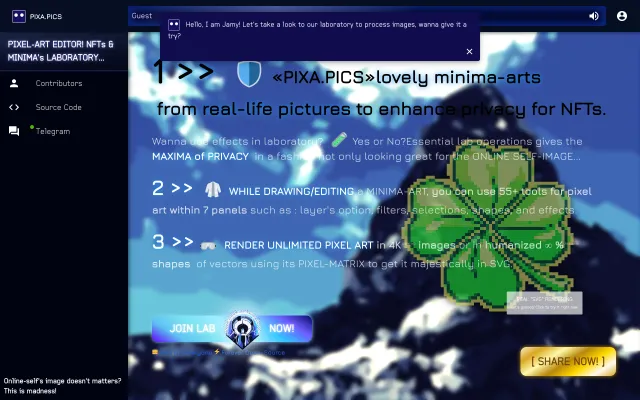 PIXA.PICS
Guest
Hello, I am Jamy! Let's take a look to our laboratory to process images, wanna give it a
try?
PIXEL-ART EDITOR! NFTs &
MINIMA's LABORATORY...
Contributors
Source Code
Telegram
1 >> «PIXA.PICS»lovely minima-arts
from real-life pictures to enhance privacy for NFTs.
Wanna use effects in laboratory? Yes or No?Essential lab operations gives the
MAXIMA of PRIVACY in a fashion not only looking great for the ONLINE SELF-IMAGE...
2 >> WHILE DRAWING/EDITING a MINIMA-ART, you can use 55+ tools for pixel
art within 7 panels such as : layer's option, filters, selections, shapes, and effects
3 >> RENDER UNLIMITED PIXEL ART in 4K images or in humanized ∞ %
shapes of vectors using its PIXEL-MATRIX to get it majestically in SVG.
JOIN LAB NOW!
[ SHARE NOW! ]
Online-self's image doesn't matters?
This is madness!